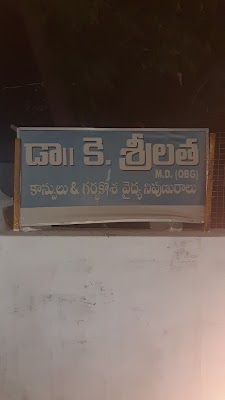 డా॥ కె. శ్రీలత
M.D. (OBG)
కాన్పులు & గర్భకోశ వైద్య నిపుణురాలు